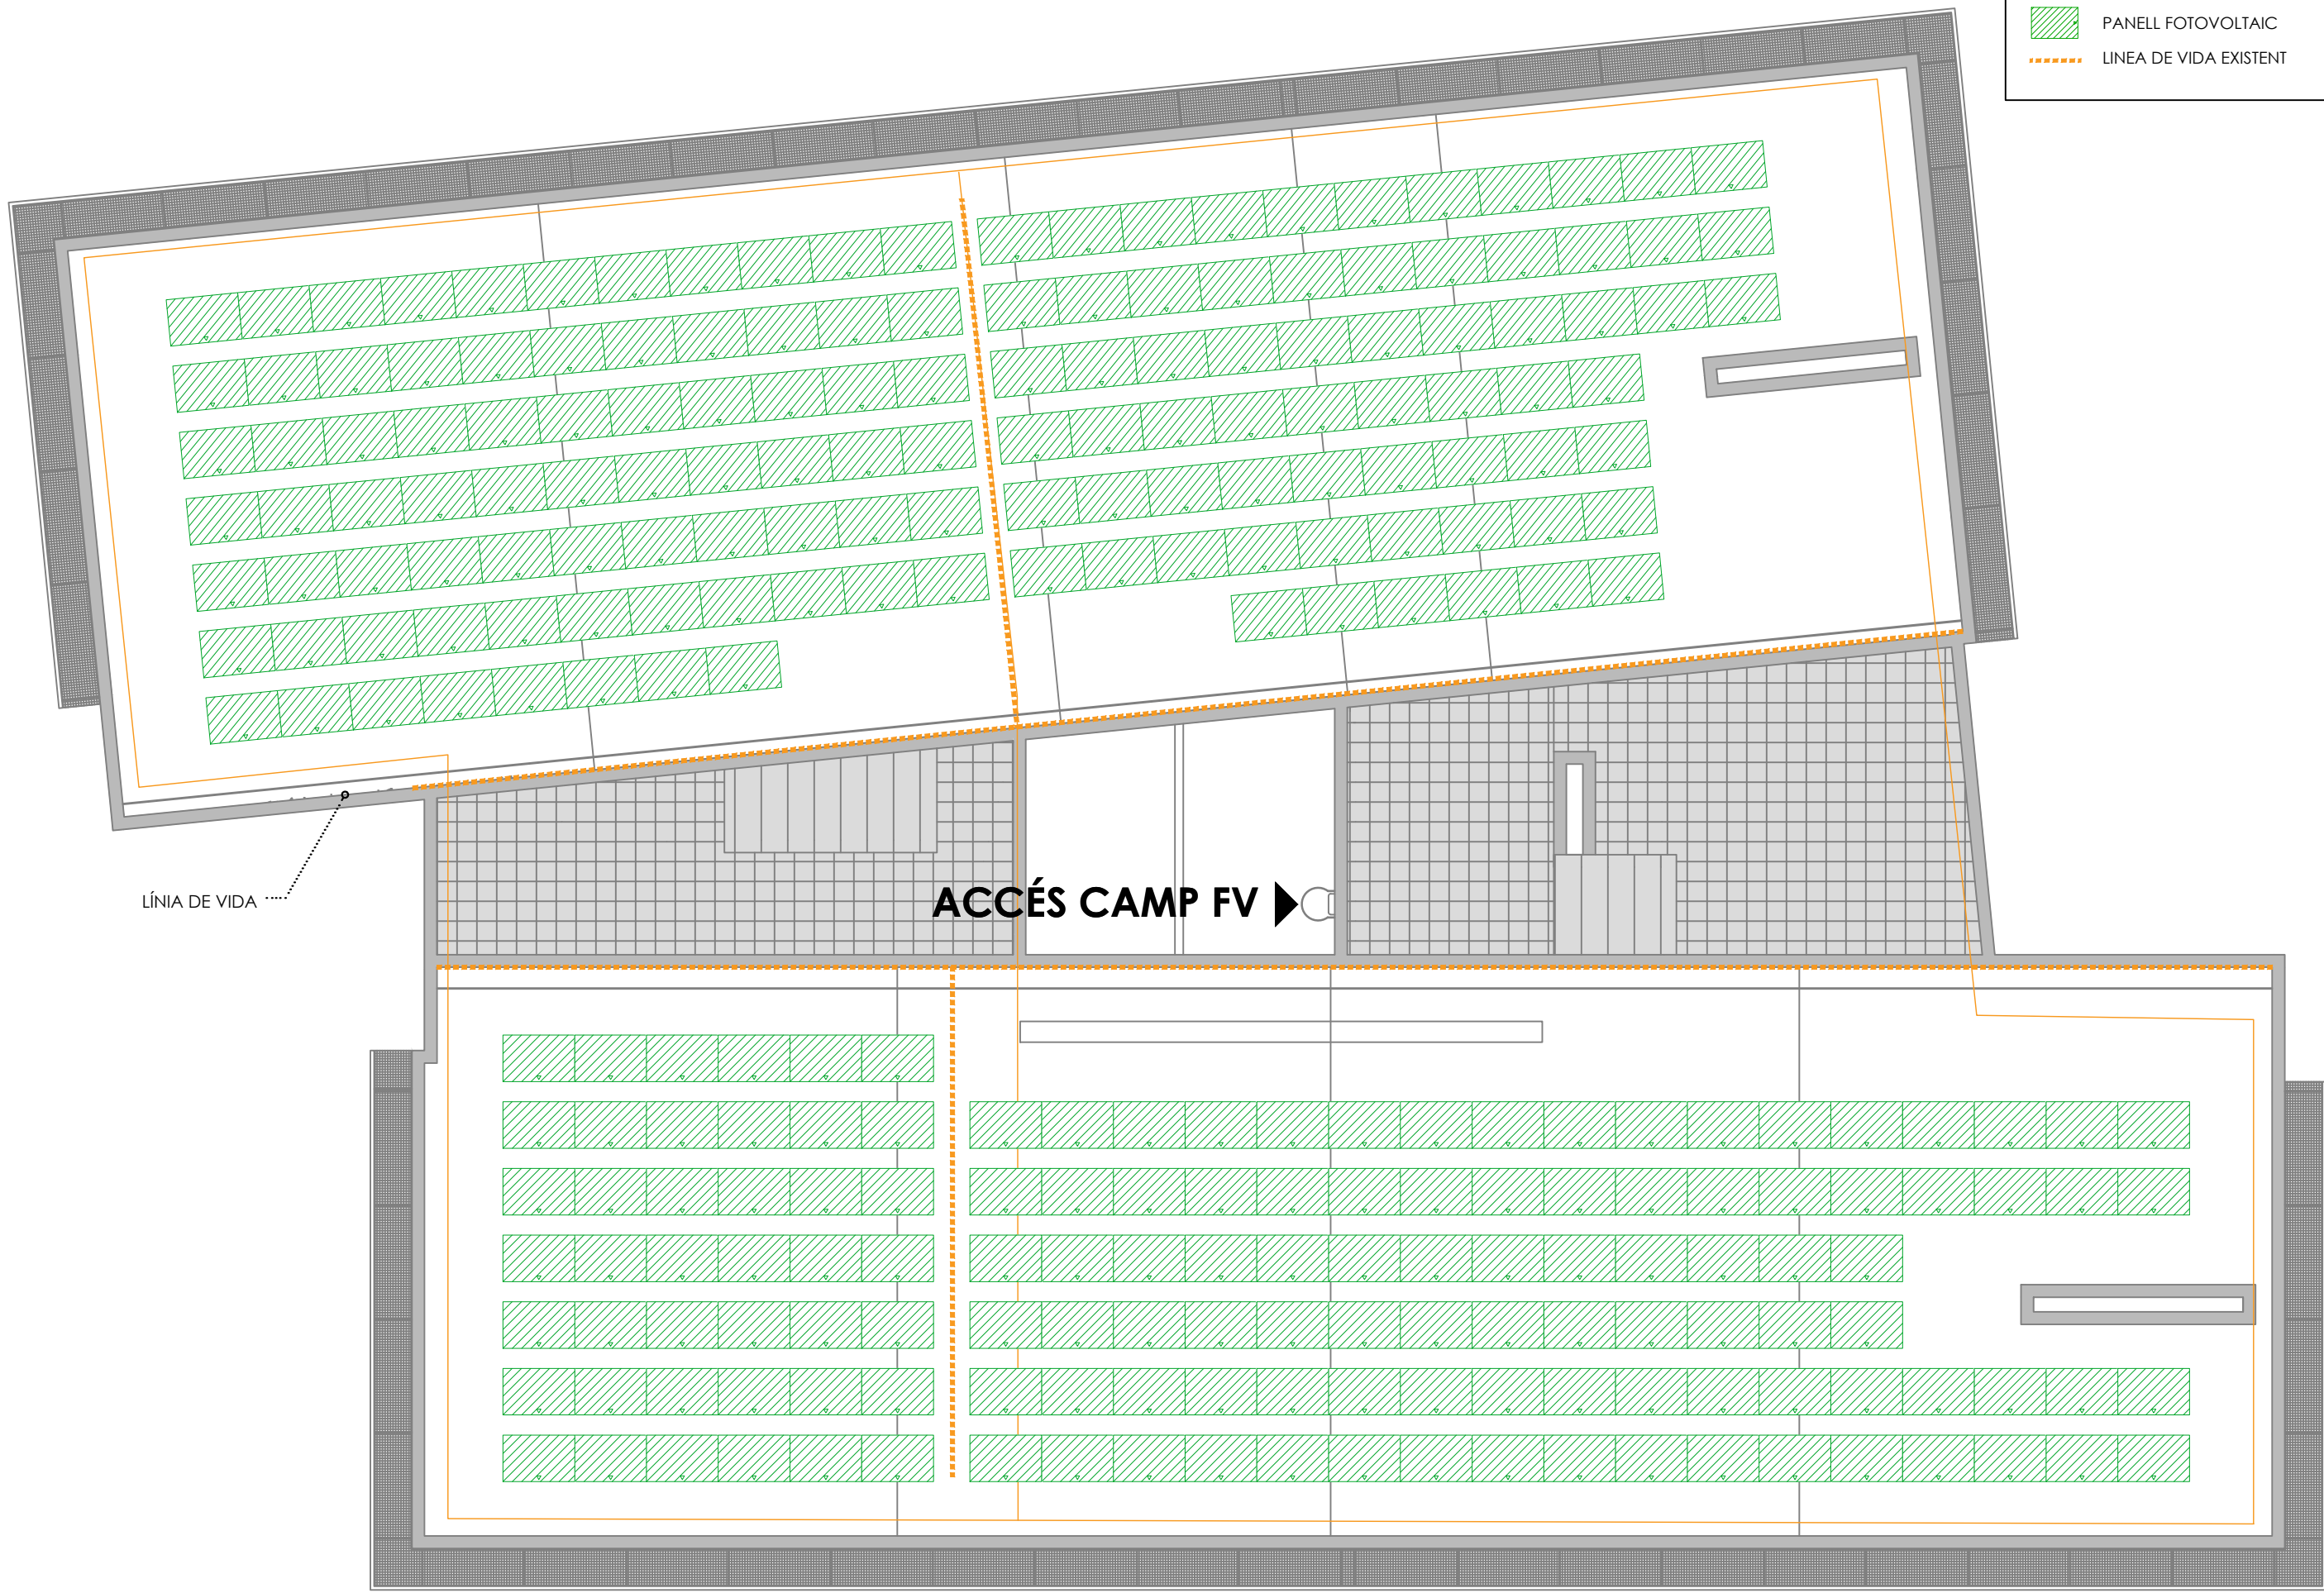 PANELL FOTOVOLTAIC
LINEA DE VIDA EXISTENT
LÍNIA DE VIDA
ACCÉS CAMP FV